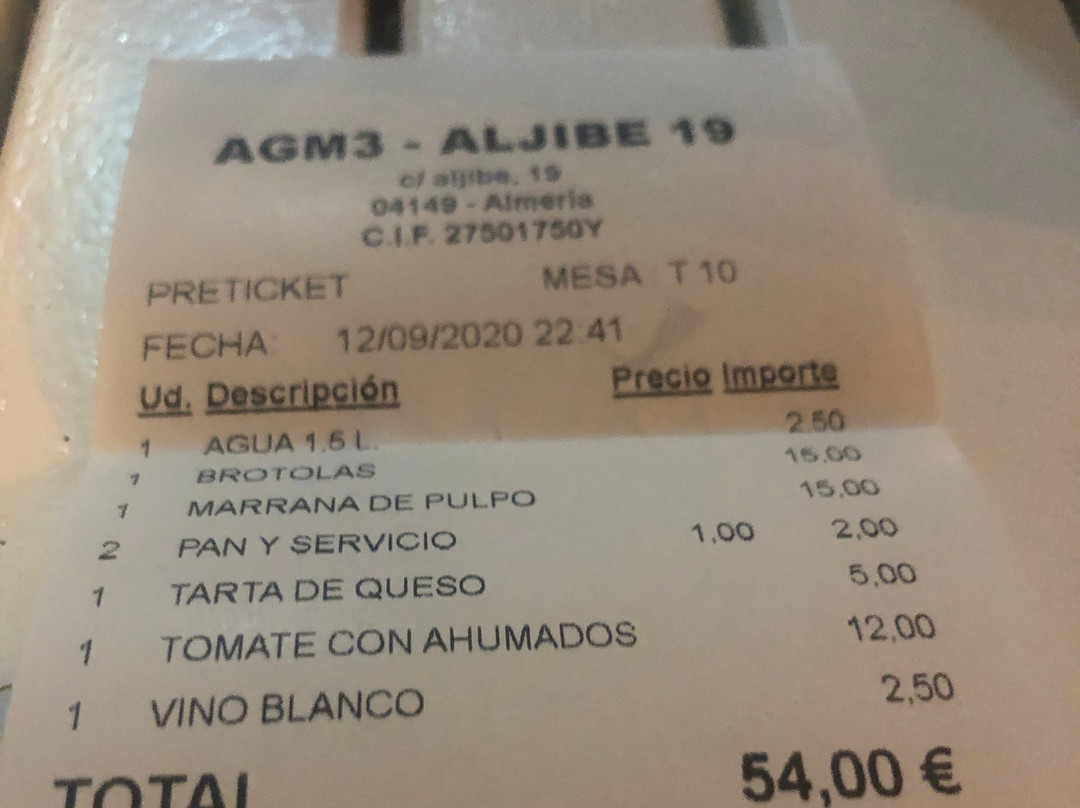 AGM3 - ALJIBE 19
c/ aljibe, 19
04149 - Almeria
C.I.F. 27501750Y
PRETICKET MESA T 10
FECHA: 12/09/2020 22:41
Ud. Descripción Precio Importe
1 AGUA 1.5 L. 2.50
1 BROTOLAS 15,00
1 MARRANA DE PULPO 15,00
2 PAN Y SERVICIO 1,00 2,00
1 TARTA DE QUESO 5,00
1 TOMATE CON AHUMADOS 12,00
1 VINO BLANCO 2,50
TOTAL 54,00 €